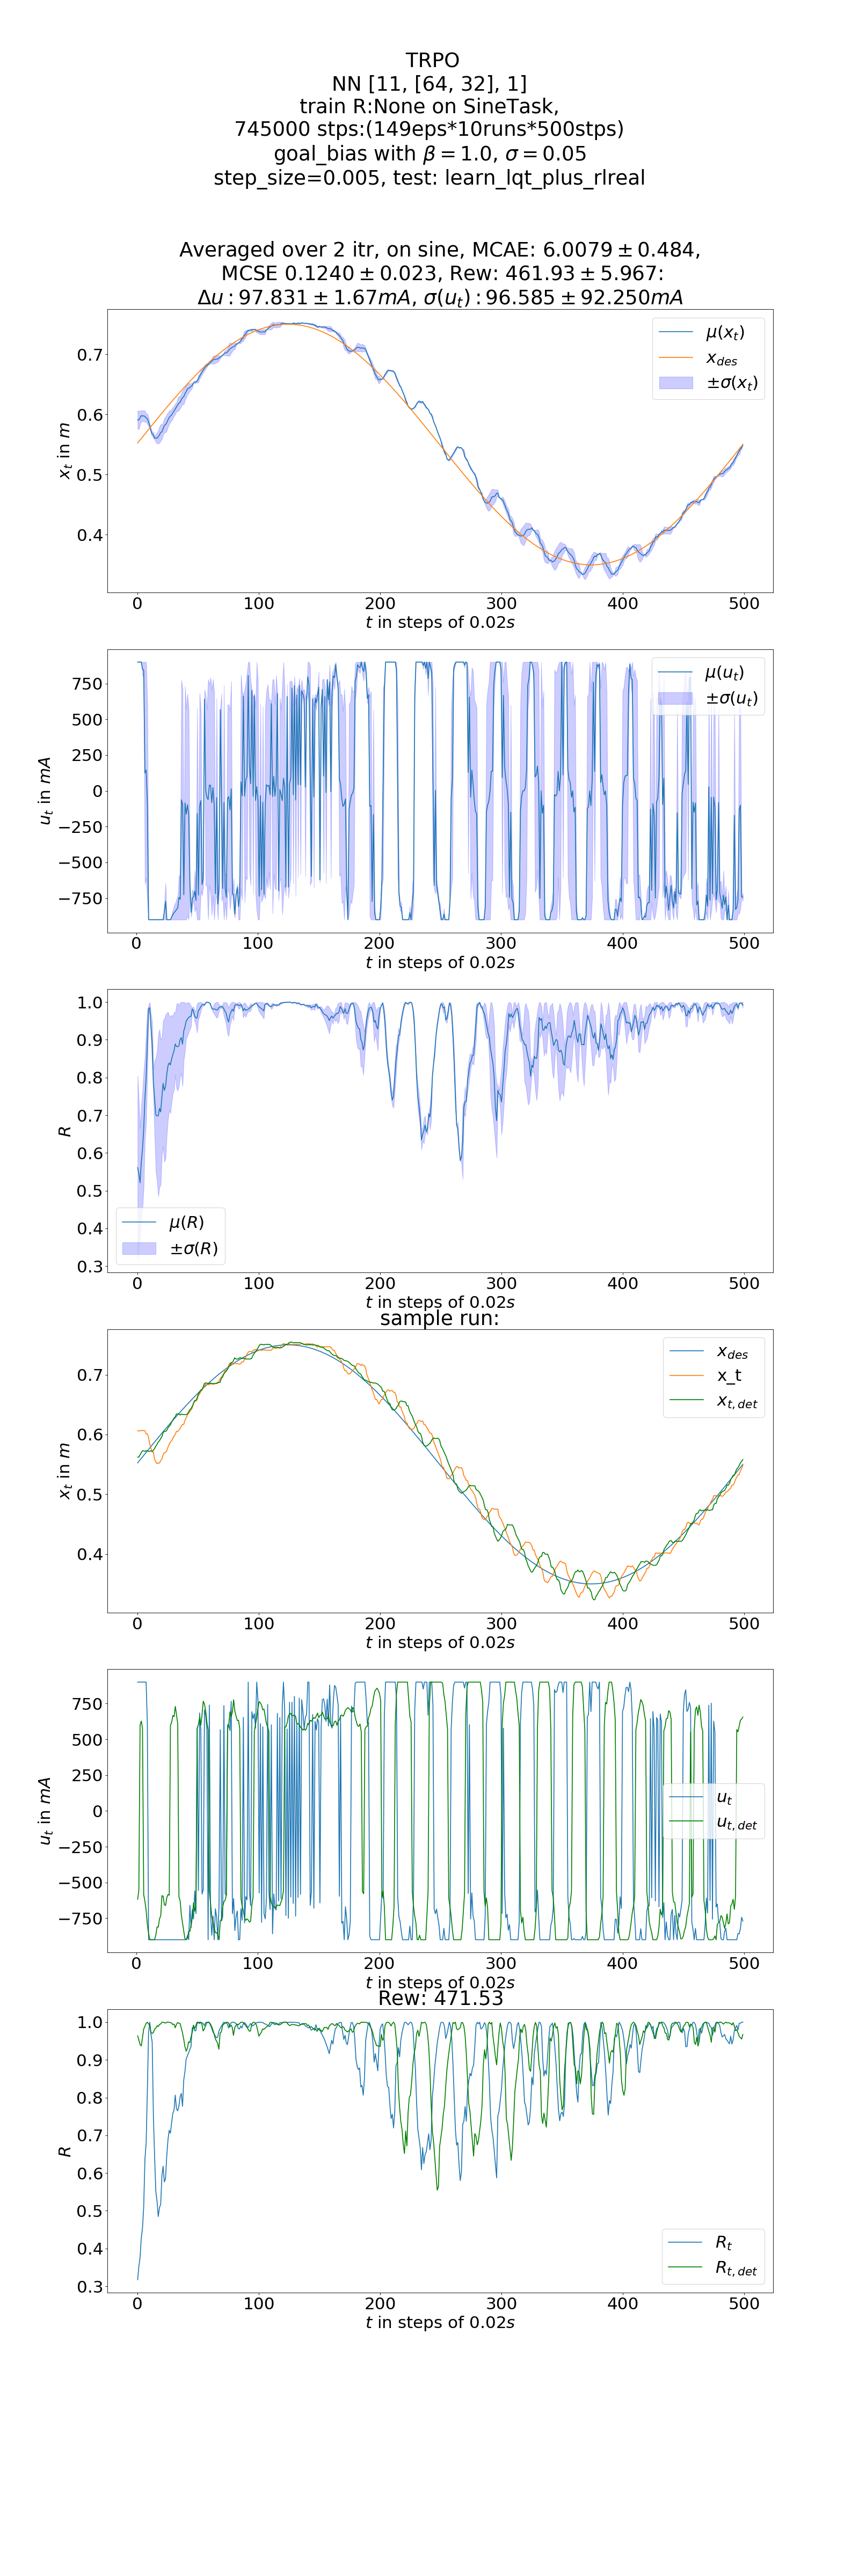 TRPO
NN [11, [64, 32], 1]
train R:None on SineTask,
745000 stps:(149eps*10runs*500stps)
goal_bias with β = 1.0, σ = 0.05
step_size=0.005, test: learn_lqt_plus_rlreal
Averaged over 2 itr, on sine, MCAE: 6.0079 ± 0.484,
MCSE 0.1240 ± 0.023, Rew: 461.93 ± 5.967:
Δu : 97.831 ± 1.67mA, σ(u_t) : 96.585 ± 92.250mA
μ(x_t)
x_des
±σ(x_t)
0.7
0.6
0.5
0.4
x_t in m
0 100 200 300 400 500
t in steps of 0.02s
μ(u_t)
±σ(u_t)
750
500
250
0
−250
−500
−750
u_t in mA
0 100 200 300 400 500
t in steps of 0.02s
1.0
0.9
0.8
0.7
0.6
0.5
0.4
0.3
R
μ(R)
±σ(R)
0 100 200 300 400 500
t in steps of 0.02s
sample run:
x_des
x_t
x_t,det
0.7
0.6
0.5
0.4
x_t in m
0 100 200 300 400 500
t in steps of 0.02s
750
500
250
0
−250
−500
−750
u_t in mA
u_t
u_t,det
0 100 200 300 400 500
t in steps of 0.02s
Rew: 471.53
1.0
0.9
0.8
0.7
0.6
0.5
0.4
0.3
R
R_t
R_t,det
0 100 200 300 400 500
t in steps of 0.02s